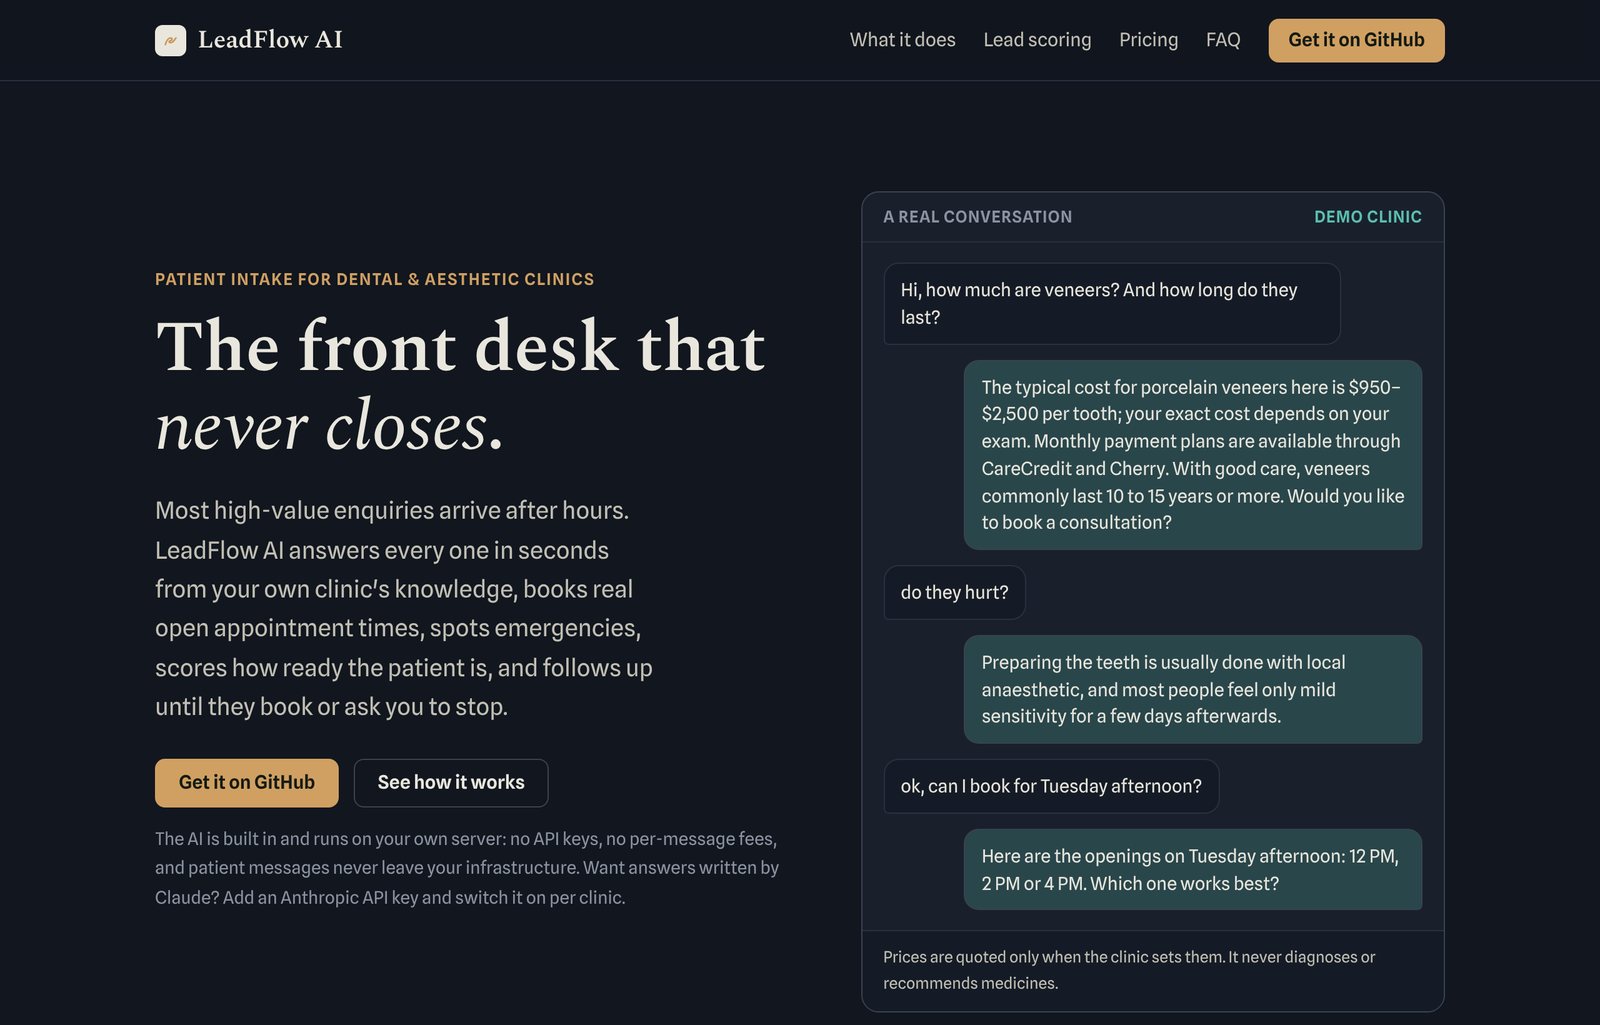 LeadFlow AI
What it does
Lead scoring
Pricing
FAQ
Get it on GitHub
PATIENT INTAKE FOR DENTAL & AESTHETIC CLINICS
The front desk that
never closes.
Most high-value enquiries arrive after hours.
LeadFlow AI answers every one in seconds
from your own clinic's knowledge, books real
open appointment times, spots emergencies,
scores how ready the patient is, and follows up
until they book or ask you to stop.
Get it on GitHub
See how it works
The AI is built in and runs on your own server: no API keys, no per-message fees,
and patient messages never leave your infrastructure. Want answers written by
Claude? Add an Anthropic API key and switch it on per clinic.
A REAL CONVERSATION
DEMO CLINIC
Hi, how much are veneers? And how long do they
last?
The typical cost for porcelain veneers here is $950–
$2,500 per tooth; your exact cost depends on your
exam. Monthly payment plans are available through
CareCredit and Cherry. With good care, veneers
commonly last 10 to 15 years or more. Would you like
to book a consultation?
do they hurt?
Preparing the teeth is usually done with local
anaesthetic, and most people feel only mild
sensitivity for a few days afterwards.
ok, can I book for Tuesday afternoon?
Here are the openings on Tuesday afternoon: 12 PM,
2 PM or 4 PM. Which one works best?
Prices are quoted only when the clinic sets them. It never diagnoses or
recommends medicines.